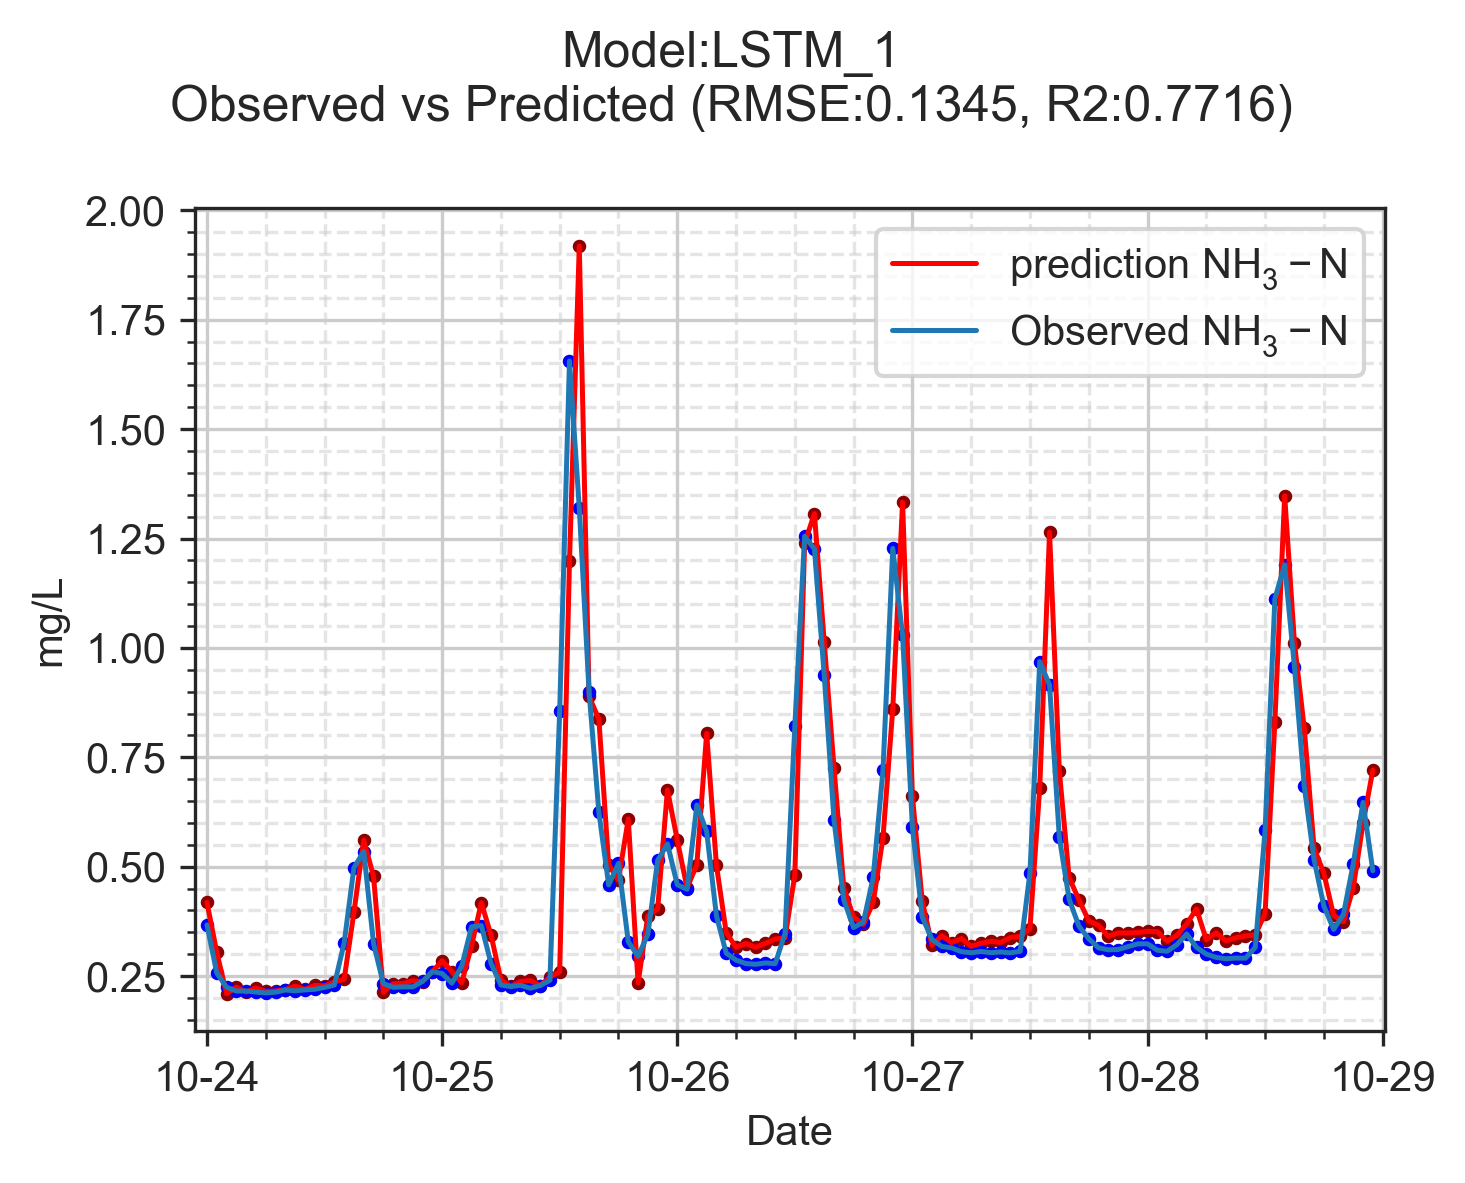 Model:LSTM_1
Observed vs Predicted (RMSE:0.1345, R2:0.7716)
2.00
1.75
1.50
1.25
1.00
0.75
0.50
0.25
mg/L
prediction NH₃ − N
Observed NH₃ − N
10-24 10-25 10-26 10-27 10-28 10-29
Date